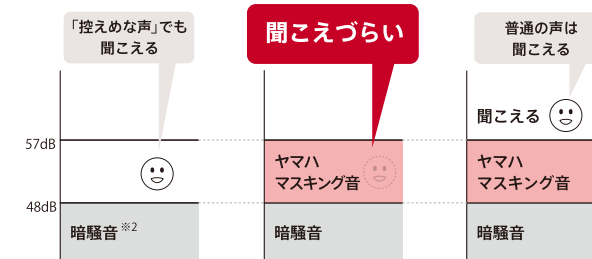 「控えめな声」でも
聞こえる
聞こえづらい
普通の声は
聞こえる
聞こえる
57dB
ヤマハ
マスキング音
ヤマハ
マスキング音
48dB
暗騒音※2
暗騒音
暗騒音